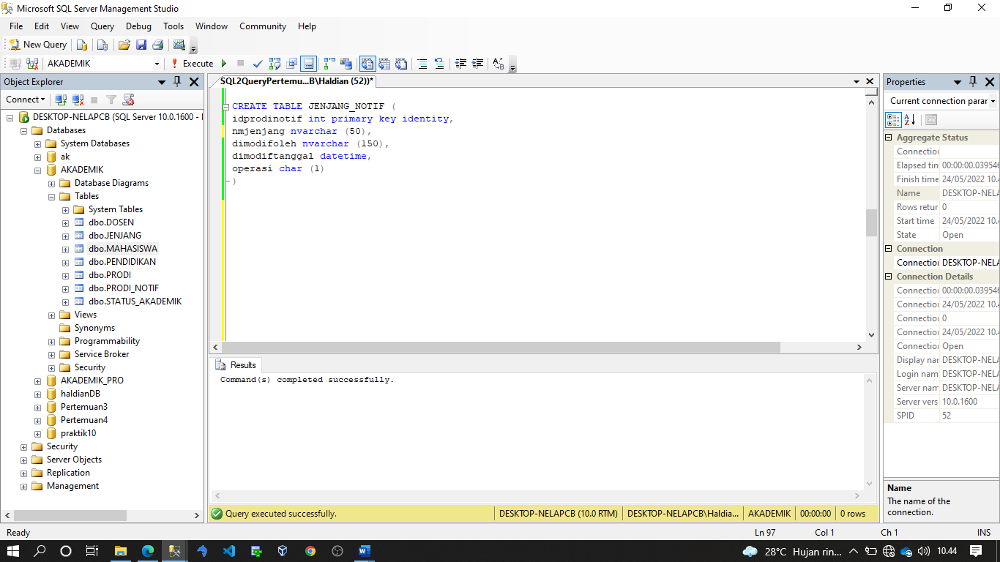 Microsoft SQL Server Management Studio
File Edit View Query Debug Tools Window Community Help
New Query
AKADEMIK
Execute
Object Explorer
Connect
DESKTOP-NELAPCB (SQL Server 10.0.1600 -
Databases
System Databases
ak
AKADEMIK
Database Diagrams
Tables
System Tables
dbo.DOSEN
dbo.JENJANG
dbo.MAHASISWA
dbo.PENDIDIKAN
dbo.PRODI
dbo.PRODI_NOTIF
dbo.STATUS_AKADEMIK
Views
Synonyms
Programmability
Service Broker
Security
AKADEMIK_PRO
haldianDB
Pertemuan3
Pertemuan4
praktik10
Security
Server Objects
Replication
Management
SQL2QueryPertemu...B\Haldian (52))*
CREATE TABLE JENJANG_NOTIF (
idprodinotif int primary key identity,
nmjenjang nvarchar (50),
dimodifoleh nvarchar (150),
dimodiftanggal datetime,
operasi char (1)
)
Results
Command(s) completed successfully.
Query executed successfully.
DESKTOP-NELAPCB (10.0 RTM) DESKTOP-NELAPCB\Haldia... AKADEMIK 00:00:00 0 rows
Properties
Current connection parar
Aggregate Status
Connection
Elapsed tim 00:00:00.039546
Finish time 24/05/2022 10.4
Name DESKTOP-NELAP
Rows retur 0
Start time 24/05/2022 10.4
State Open
Connection
Connection DESKTOP-NELA
Connection Details
Connection 00:00:00.039546
Connection 24/05/2022 10.4
Connection 0
Connection 24/05/2022 10.4
Connection Open
Display nar DESKTOP-NELA
Login nam DESKTOP-NELA
Server nam DESKTOP-NELA
Server vers 10.0.1600
SPID 52
Name
The name of the
connection.
Ready Ln 97 Col 1 Ch 1 INS
28°C Hujan rin... 10.44